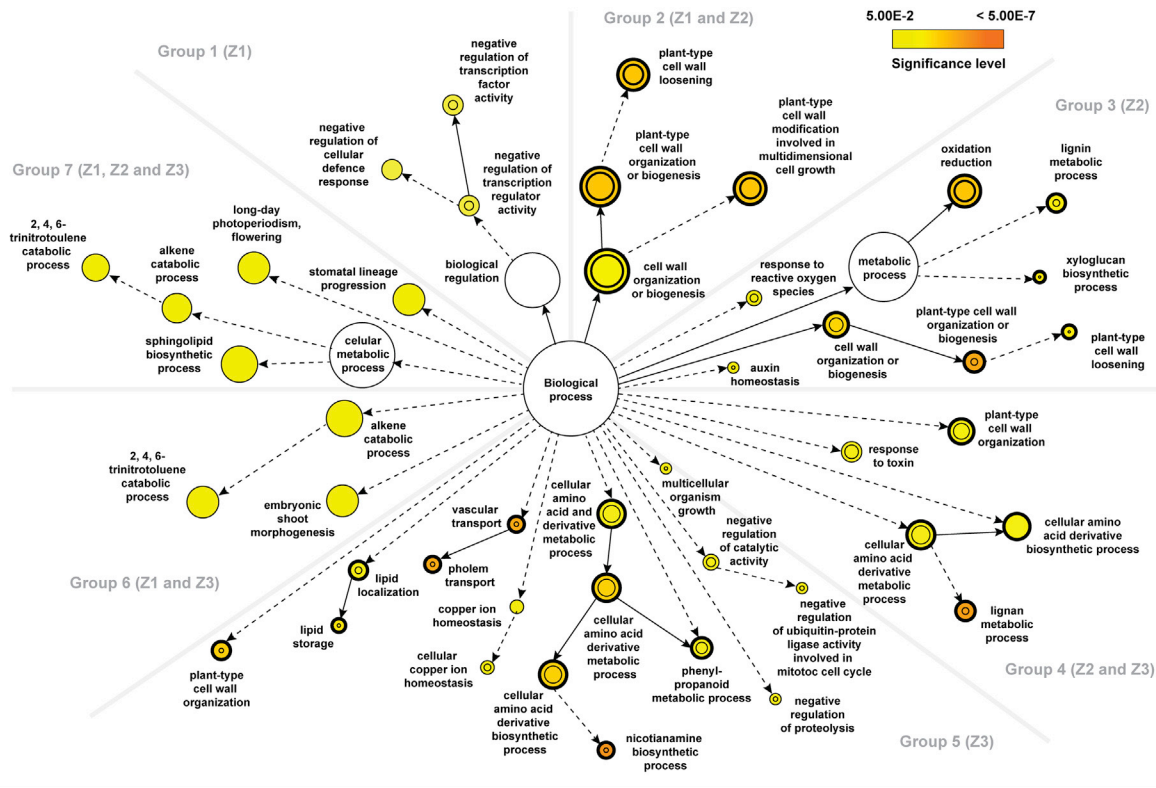 5.00E-2
< 5.00E-7
Significance level
Group 1 (Z1)
negative
regulation of
transcription
factor
activity
negative
regulation of
cellular
defence
response
negative
regulation of
transcription
regulator
activity
biological
regulation
Group 2 (Z1 and Z2)
plant-type
cell wall
loosening
plant-type
cell wall
organization
or biogenesis
plant-type
cell wall
modification
involved in
multidimensional
cell growth
cell wall
organization
or biogenesis
Group 3 (Z2)
oxidation
reduction
lignin
metabolic
process
metabolic
process
xyloglucan
biosynthetic
process
response to
reactive oxygen
species
plant-type cell wall
organization or
biogenesis
cell wall
organization or
biogenesis
plant-type
cell wall
loosening
auxin
homeostasis
Group 7 (Z1, Z2 and Z3)
2, 4, 6-
trinitrotoulene
catabolic
process
long-day
photoperiodism,
flowering
alkene
catabolic
process
stomatal lineage
progression
sphingolipid
biosynthetic
process
celular
metabolic
process
Biological
process
alkene
catabolic
process
2, 4, 6-
trinitrotoluene
catabolic
process
embryonic
shoot
morphogenesis
Group 6 (Z1 and Z3)
lipid
localization
lipid
storage
plant-type
cell wall
organization
vascular
transport
pholem
transport
copper ion
homeostasis
cellular
copper ion
homeostasis
cellular
amino
acid and
derivative
metabolic
process
cellular
amino acid
derivative
metabolic
process
cellular
amino acid
derivative
biosynthetic
process
nicotianamine
biosynthetic
process
phenyl-
propanoid
metabolic process
multicellular
organism
growth
negative
regulation
of catalytic
activity
negative
regulation
of ubiquitin-protein
ligase activity
involved in
mitotoc cell cycle
negative
regulation
of proteolysis
Group 5 (Z3)
plant-type
cell wall
organization
response
to toxin
cellular
amino acid
derivative
metabolic
process
cellular amino
acid derivative
biosynthetic process
lignan
metabolic
process
Group 4 (Z2 and Z3)